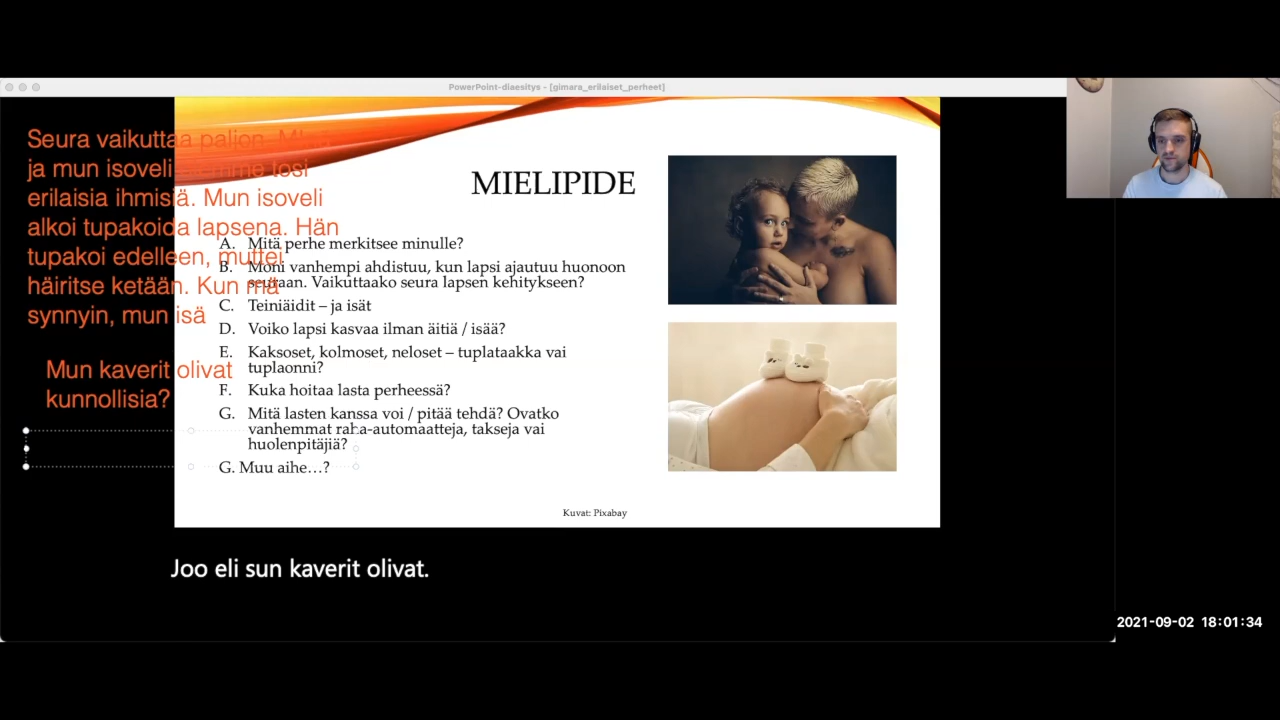 PowerPoint-diaesitys - [gimara_erilaiset_perheet]
Seura vaikuttaa paljon. Minä
ja mun isoveli olemme tosi
erilaisia ihmisiä. Mun isoveli
alkoi tupakoida lapsena. Hän
tupakoi edelleen, muttei
häiritse ketään. Kun mä
synnyin, mun isä
Mun kaverit olivat
kunnollisia?
MIELIPIDE
A. Mitä perhe merkitsee minulle?
B. Moni vanhempi ahdistuu, kun lapsi ajautuu huonoon
seuraan. Vaikuttaako seura lapsen kehitykseen?
C. Teiniäidit – ja isät
D. Voiko lapsi kasvaa ilman äitiä / isää?
E. Kaksoset, kolmoset, neloset – tuplataakka vai
tuplaonni?
F. Kuka hoitaa lasta perheessä?
G. Mitä lasten kanssa voi / pitää tehdä? Ovatko
vanhemmat raha-automaatteja, takseja vai
huolenpitäjiä?
G. Muu aihe…?
Kuvat: Pixabay
Joo eli sun kaverit olivat.
2021-09-02 18:01:34